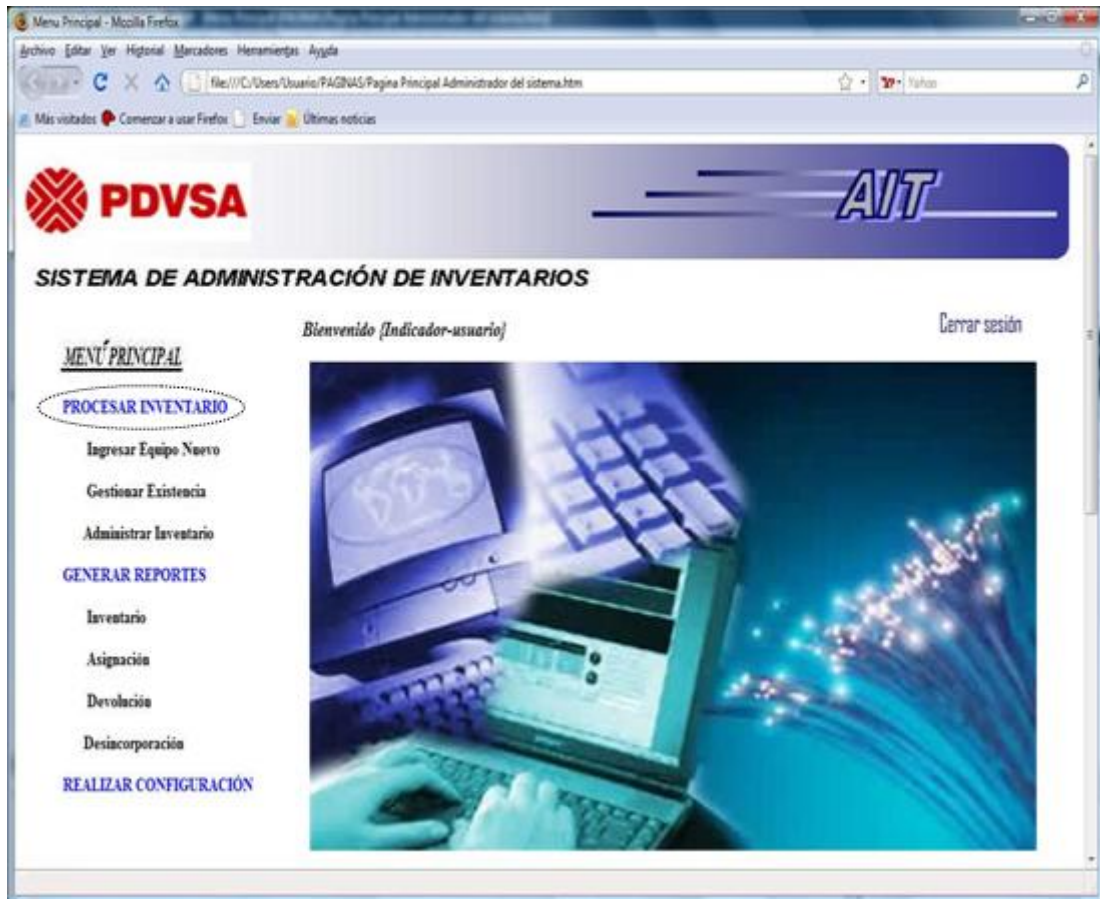 Menu Principal - Mozilla Firefox
Archivo Editar Ver Historial Marcadores Herramientas Ayuda
file:///C:/Users/Usuario/PAGINAS/Pagina Principal Administrador del sistema.htm
Yahoo
Más visitados Comenzar a usar Firefox Enviar Últimas noticias
PDVSA
AIT
SISTEMA DE ADMINISTRACIÓN DE INVENTARIOS
Bienvenido {Indicador-usuario}
Cerrar sesión
MENÚ PRINCIPAL
PROCESAR INVENTARIO
Ingresar Equipo Nuevo
Gestionar Existencia
Administrar Inventario
GENERAR REPORTES
Inventario
Asignación
Devolución
Desincorporación
REALIZAR CONFIGURACIÓN